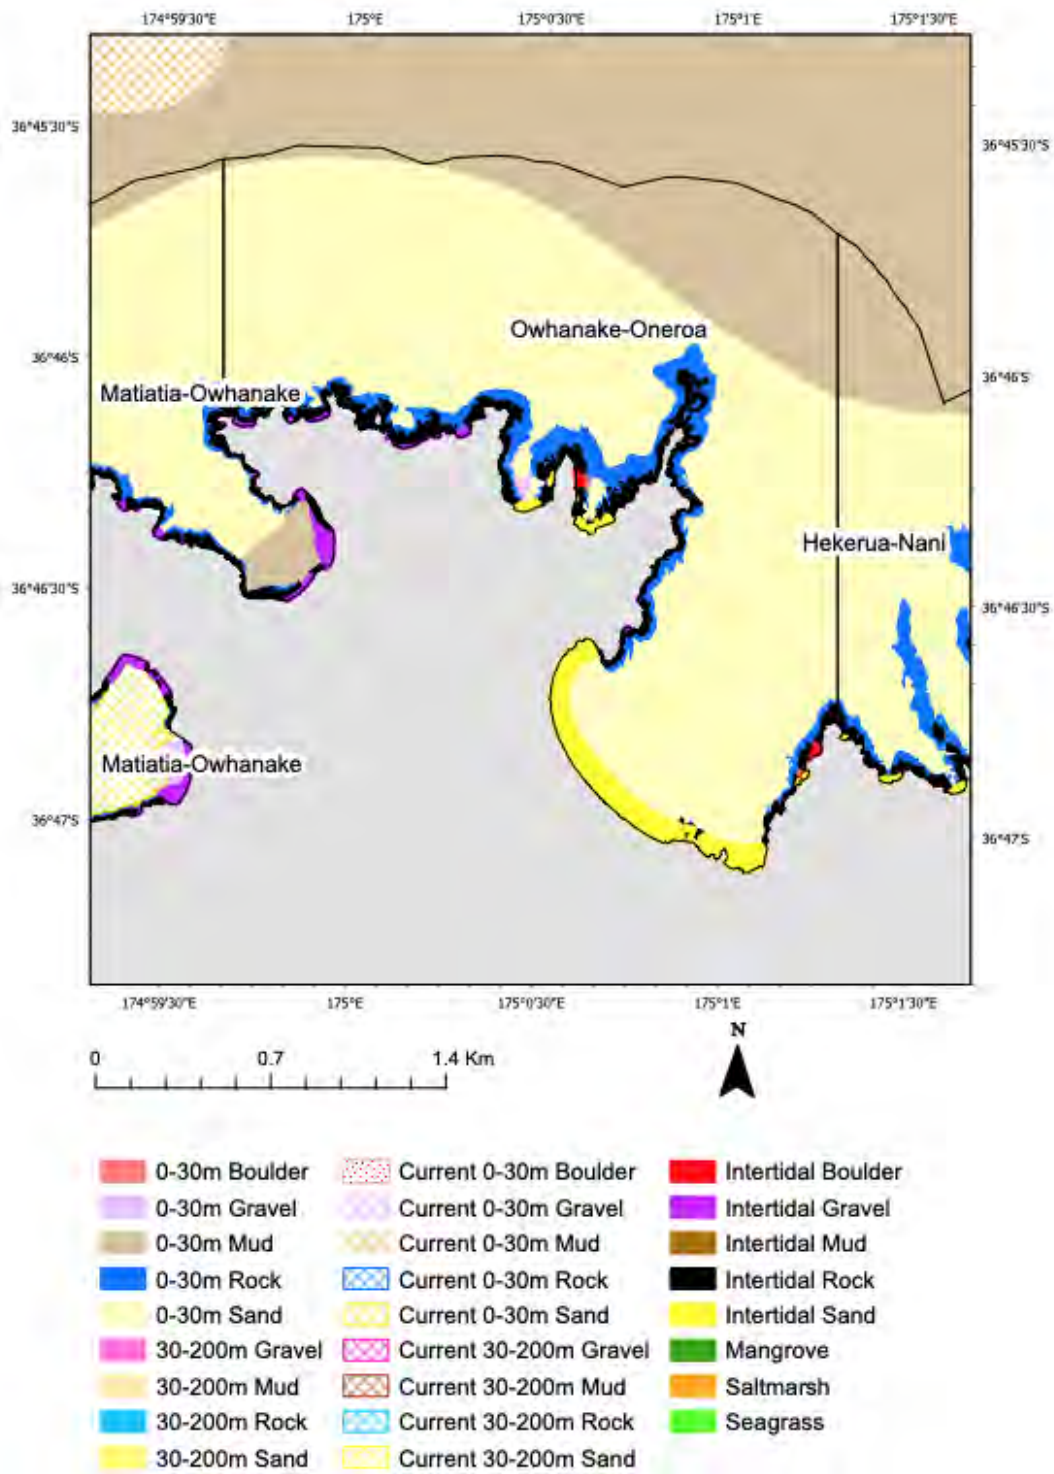 174°59'30"E 175°E 175°0'30"E 175°1'E 175°1'30"E
36°45'30"S 36°45'30"S
Owhanake-Oneroa
36°46'S 36°46'S
Matiatia-Owhanake
Hekerua-Nani
36°46'30"S 36°46'30"S
Matiatia-Owhanake
36°47'S 36°47'S
174°59'30"E 175°E 175°0'30"E 175°1'E 175°1'30"E
N
0 0.7 1.4 Km
0-30m Boulder Current 0-30m Boulder Intertidal Boulder
0-30m Gravel Current 0-30m Gravel Intertidal Gravel
0-30m Mud Current 0-30m Mud Intertidal Mud
0-30m Rock Current 0-30m Rock Intertidal Rock
0-30m Sand Current 0-30m Sand Intertidal Sand
30-200m Gravel Current 30-200m Gravel Mangrove
30-200m Mud Current 30-200m Mud Saltmarsh
30-200m Rock Current 30-200m Rock Seagrass
30-200m Sand Current 30-200m Sand